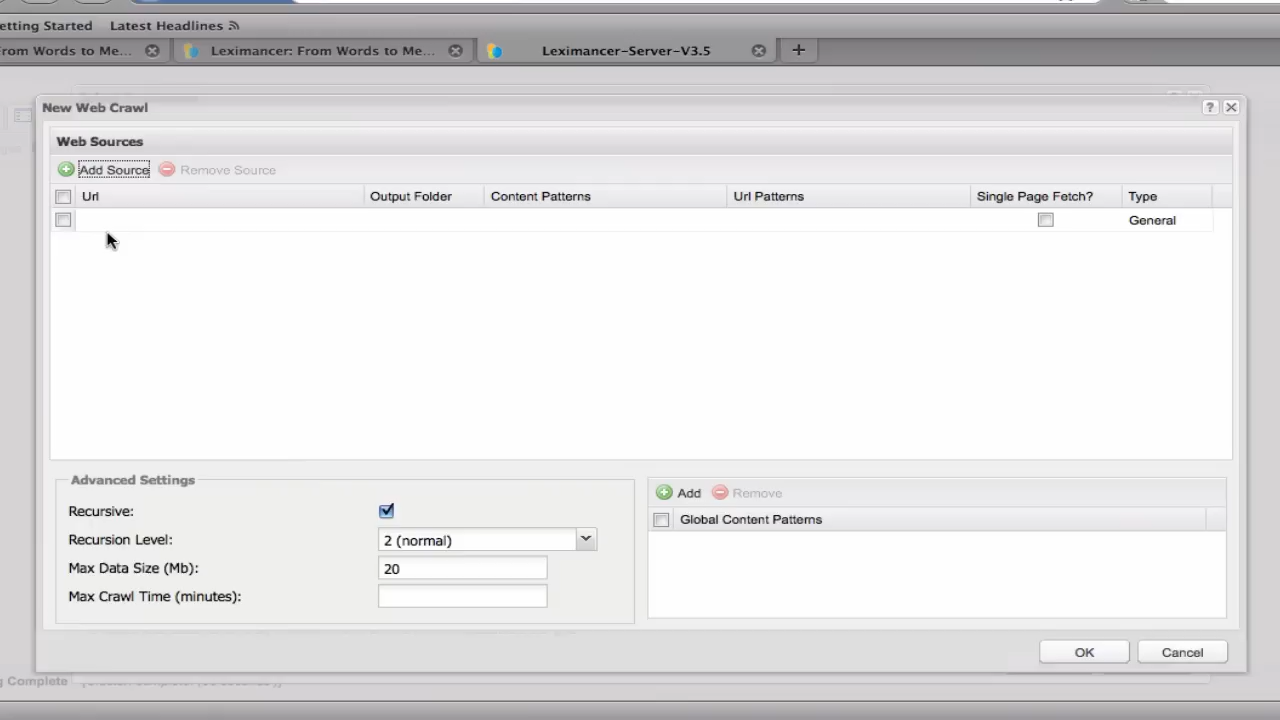 etting Started Latest Headlines
From Words to Me... Leximancer: From Words to Me... Leximancer-Server-V3.5 +
New Web Crawl ?
Web Sources
Add Source Remove Source
Url Output Folder Content Patterns Url Patterns Single Page Fetch? Type
General
Advanced Settings
Add Remove
Recursive:
Global Content Patterns
Recursion Level: 2 (normal)
Max Data Size (Mb): 20
Max Crawl Time (minutes):
OK Cancel
g Complete